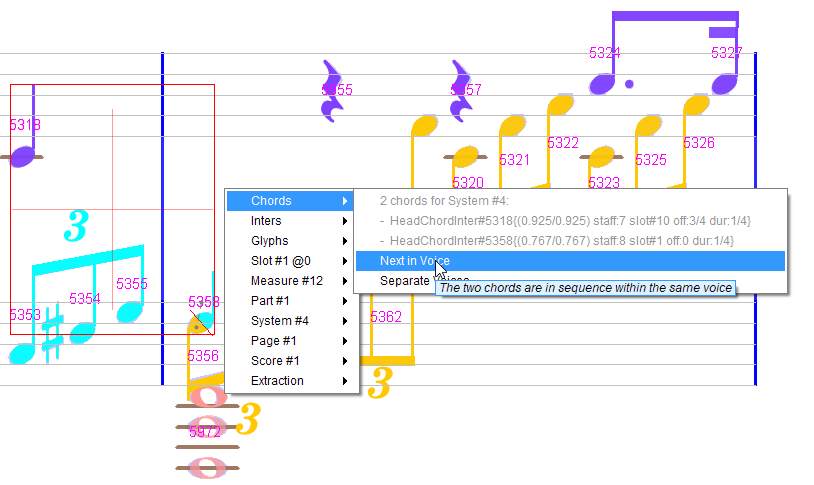 5324
5327
5355
5357
5318
5322
5326
5321
5325
5320
5323
3
Chords
2 chords for System #4:
Inters
- HeadChordInter#5318{(0.925/0.925) staff:7 slot#10 off:3/4 dur:1/4}
Glyphs
- HeadChordInter#5358{(0.767/0.767) staff:8 slot#1 off:0 dur:1/4}
Slot #1 @0
Next in Voice
Measure #12
Separate Voices
The two chords are in sequence within the same voice
Part #1
System #4
Page #1
Score #1
Extraction
5355
5354
5353
5358
5362
5356
3
3
5972